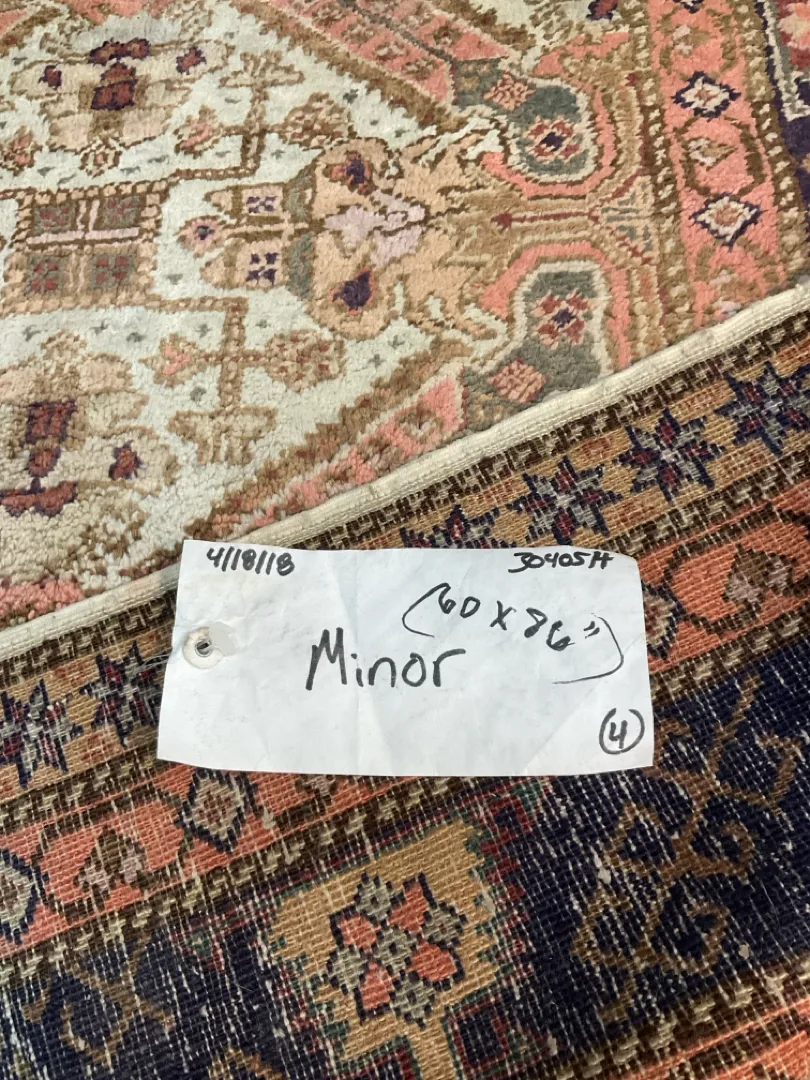 4/18/18 30405H
(60 x 86")
Minor
(4)